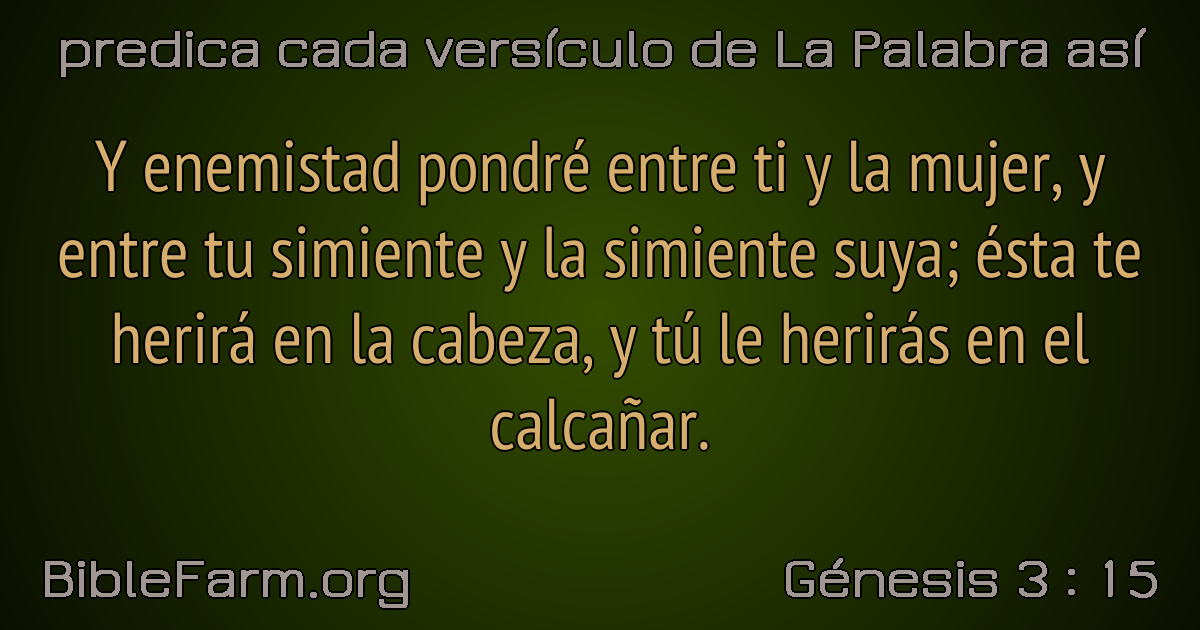 predica cada versículo de La Palabra así
Y enemistad pondré entre ti y la mujer, y
entre tu simiente y la simiente suya; ésta te
herirá en la cabeza, y tú le herirás en el
calcañar.
BibleFarm.org
Génesis 3 : 15